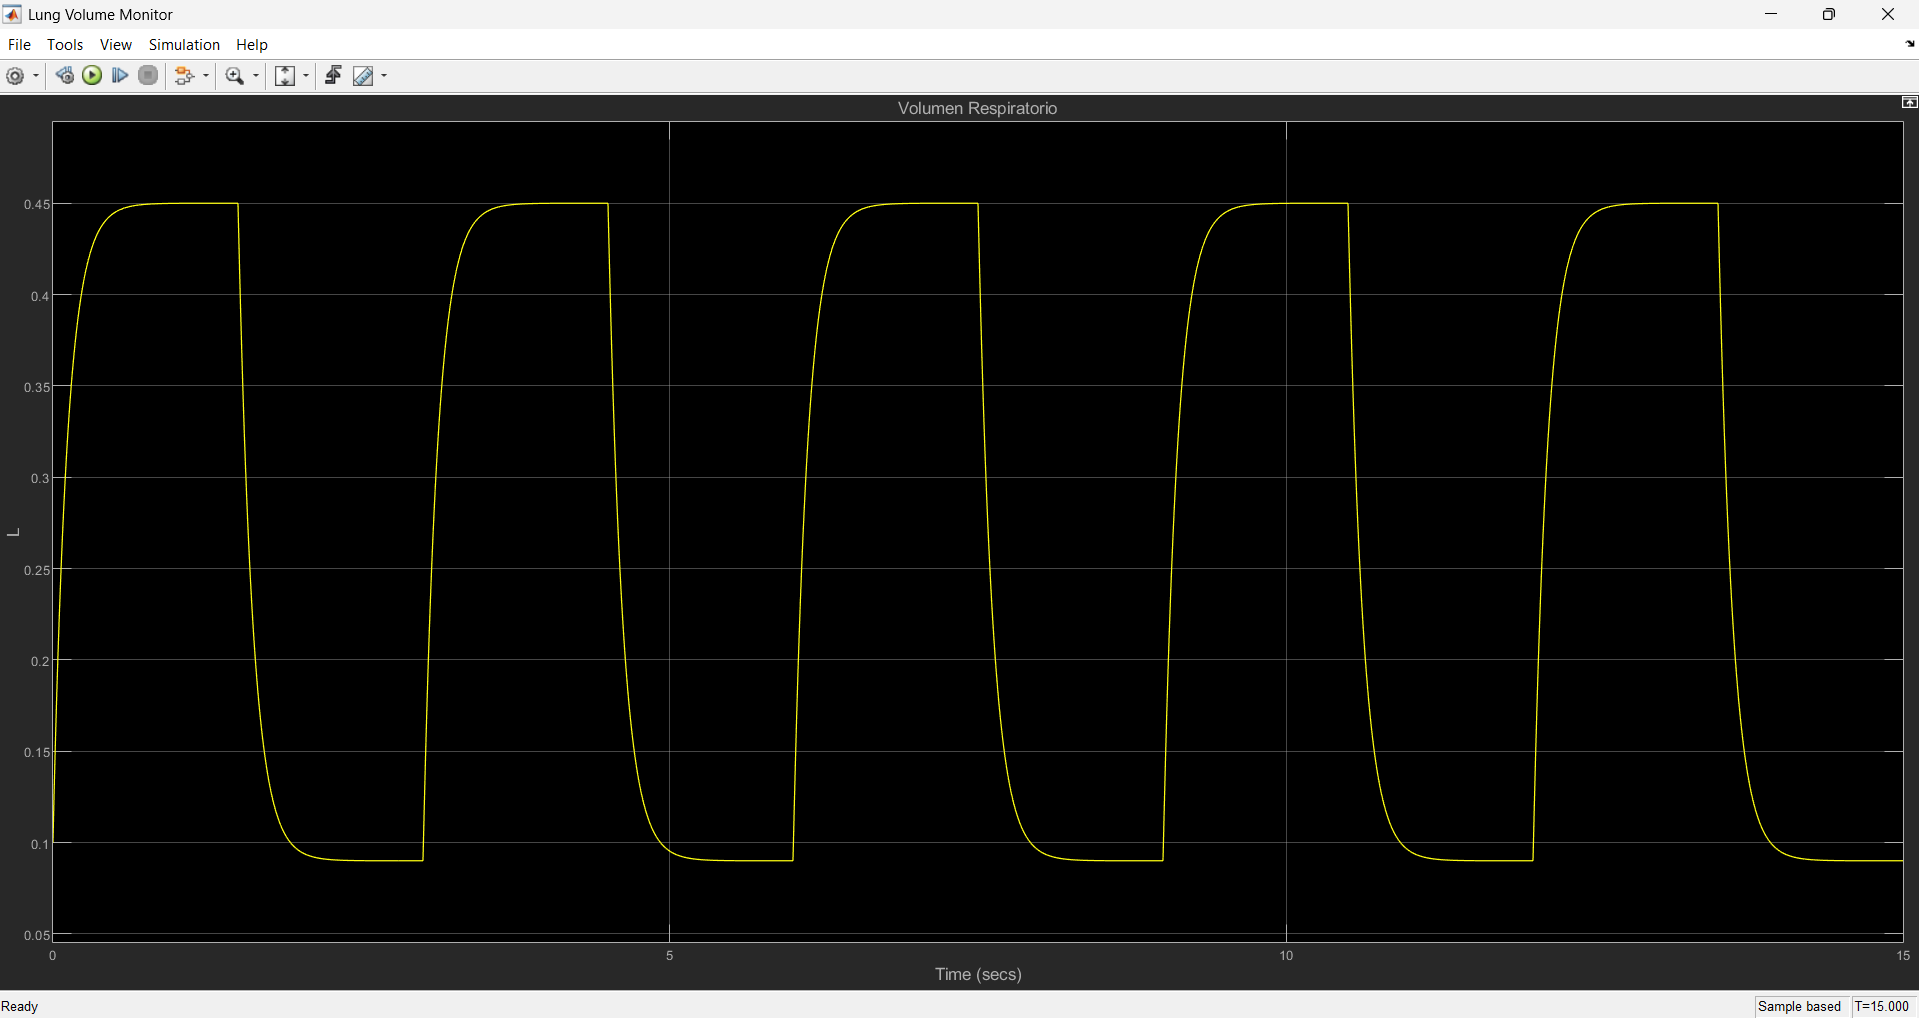 Lung Volume Monitor
File Tools View Simulation Help
Volumen Respiratorio
0.45
0.4
0.35
0.3
L
0.25
0.2
0.15
0.1
0.05
0 5 10 15
Time (secs)
Ready Sample based T=15.000